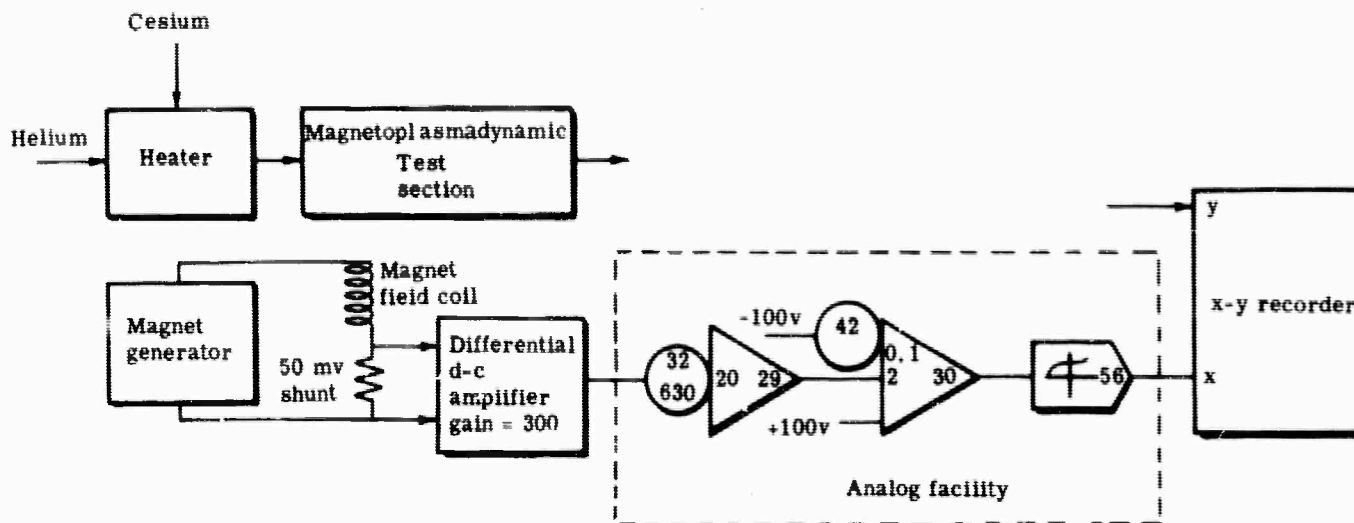 Cesium
Helium
Heater
Magnetoplasmadynamic
Test
section
y
Magnet
field coil
Magnet
generator
50 mv
shunt
Differential
d-c
amplifier
gain = 300
-100v
42
32
630
20
29
0.1
2
30
+100v
56
x
x-y recorder
Analog facility